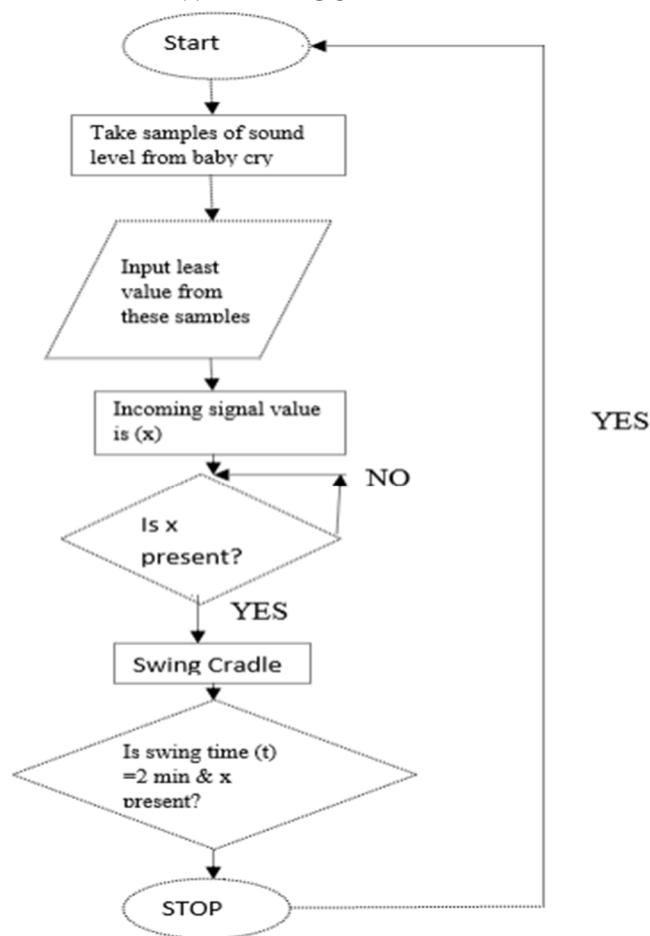 Start
Take samples of sound
level from baby cry
Input least
value from
these samples
Incoming signal value
is (x)
NO
Is x
present?
YES
YES
Swing Cradle
Is swing time (t)
=2 min & x
present?
STOP